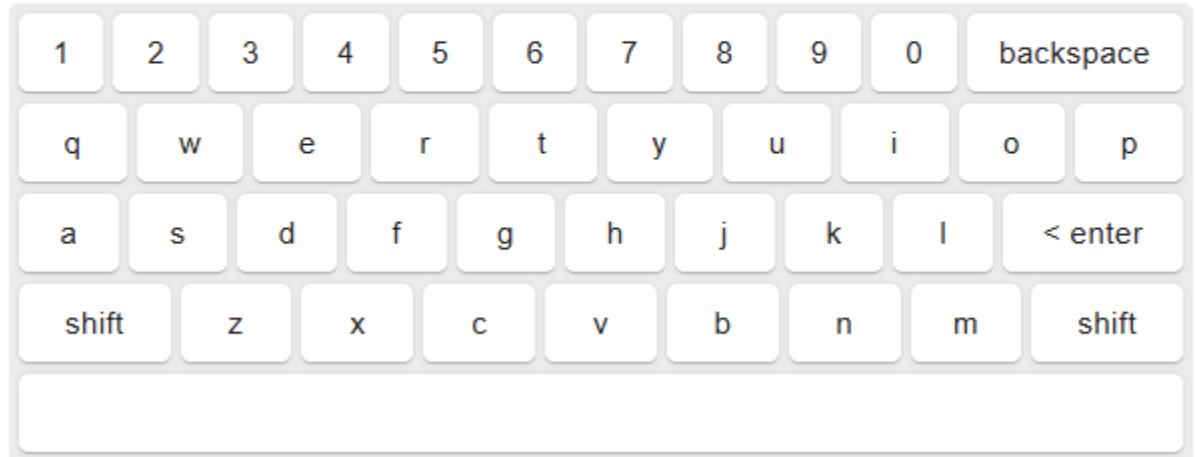 1 2 3 4 5 6 7 8 9 0 backspace
q w e r t y u i o p
a s d f g h j k l < enter
shift z x c v b n m shift